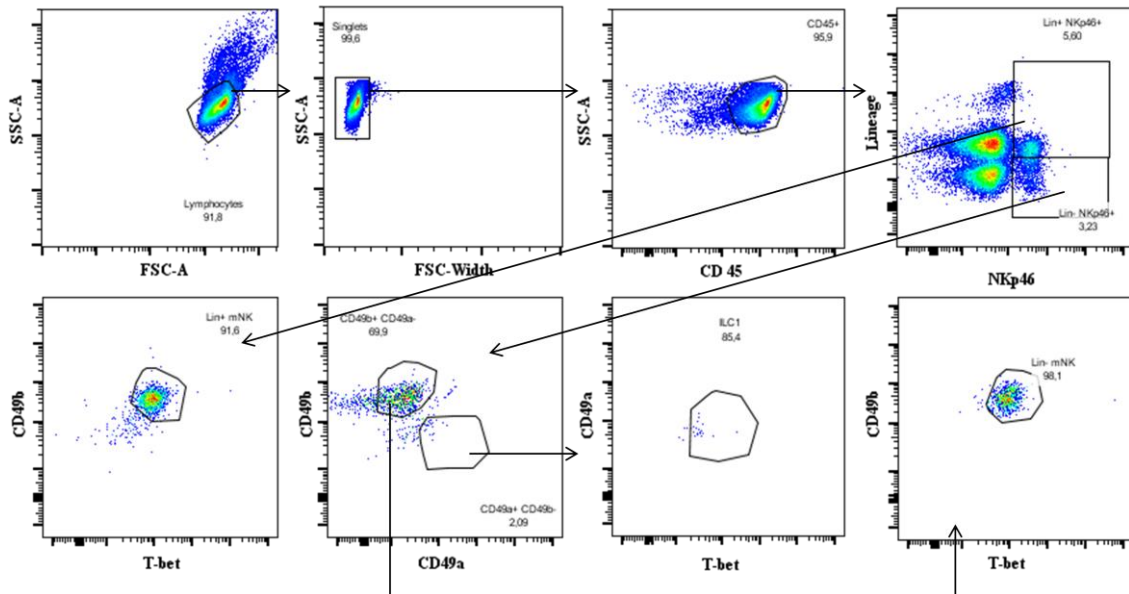 Lymphocytes
91,8
SSC-A
FSC-A
Singlets
99,6
SSC-A
FSC-Width
CD45+
95,9
SSC-A
CD 45
Lin+ NKp46+
5,60
Lin- NKp46+
3,23
Lineage
NKp46
Lin+ mNK
91,6
CD49b
T-bet
CD49b+ CD49a-
69,9
CD49a+ CD49b-
2,09
CD49b
CD49a
ILC1
85,4
CD49a
T-bet
Lin- mNK
98,1
CD49b
T-bet